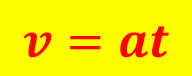 v = at